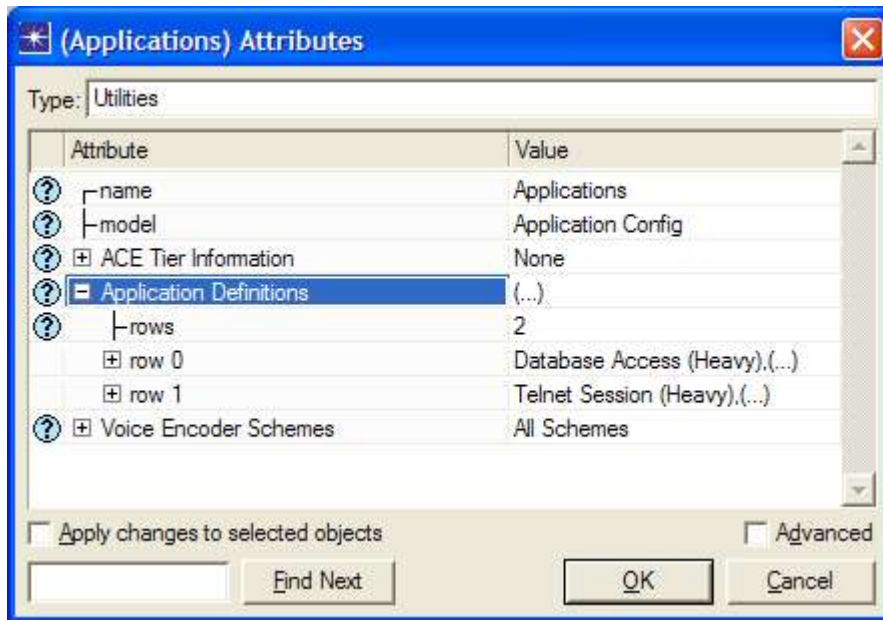 (Applications) Attributes
Type: Utilities
Attribute Value
? name Applications
? model Application Config
? ACE Tier Information None
? Application Definitions (...)
? rows 2
row 0 Database Access (Heavy),(...)
row 1 Telnet Session (Heavy),(...)
? Voice Encoder Schemes All Schemes
Apply changes to selected objects Advanced
Find Next OK Cancel